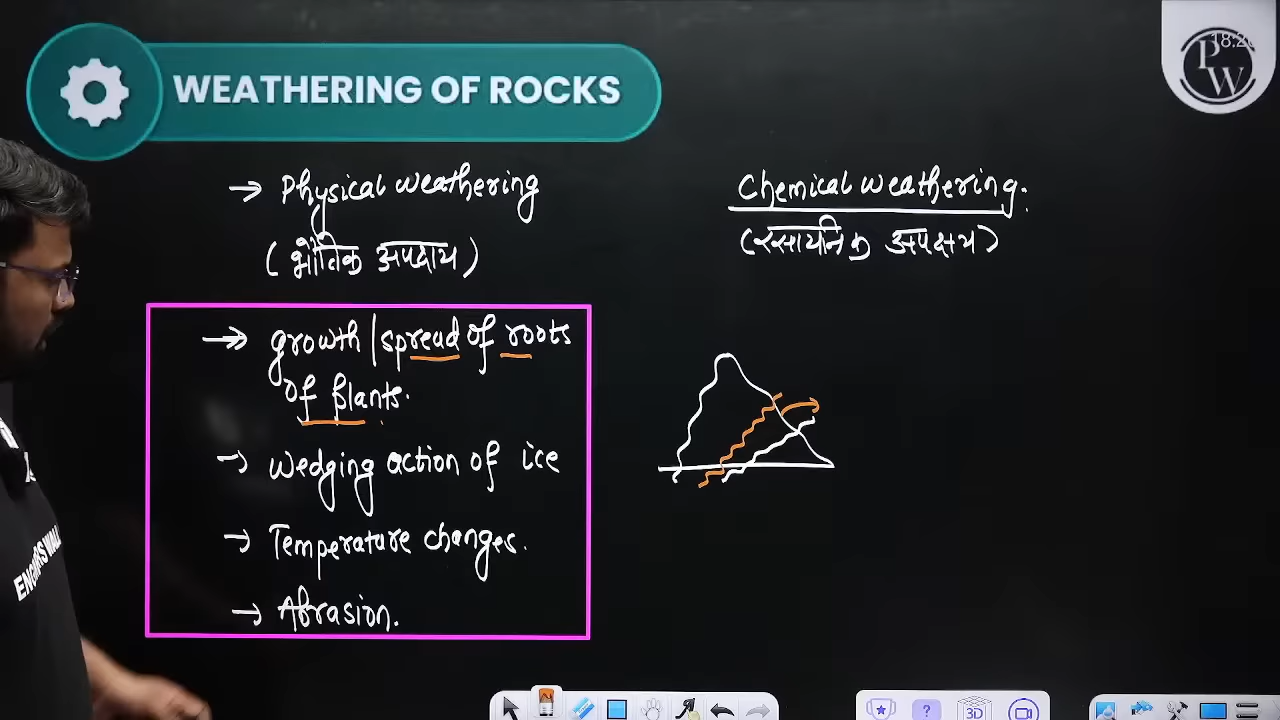 WEATHERING OF ROCKS
PW
→ Physical weathering
(भौतिक अपक्षय)
→ growth / spread of roots
of plants.
→ Wedging action of ice
→ Temperature changes.
→ Abrasion.
Chemical weathering.
(रसायनिक अपक्षय)
3D